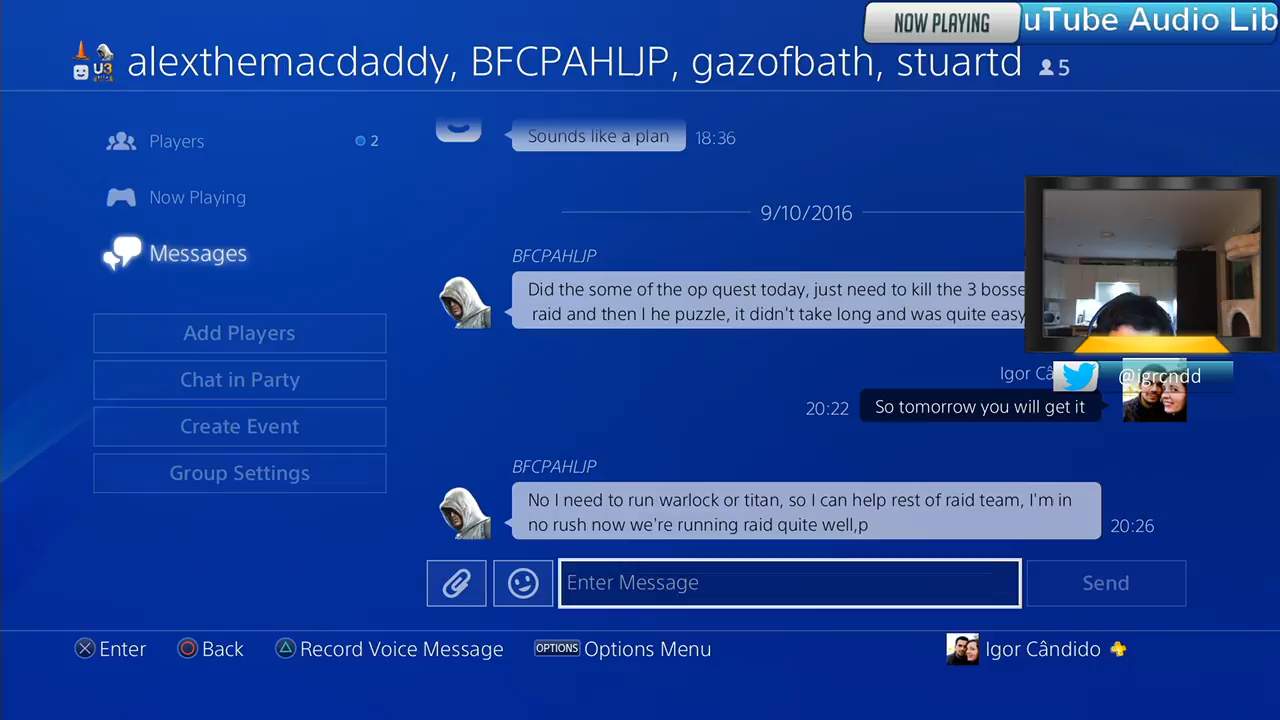 NOW PLAYING
uTube Audio Lib
alexthemacdaddy, BFCPAHLJP, gazofbath, stuartd 5
U3
Players 2
Sounds like a plan 18:36
Now Playing
9/10/2016
Messages
BFCPAHLJP
Did the some of the op quest today, just need to kill the 3 bosse
raid and then I he puzzle, it didn't take long and was quite easy
Add Players
Chat in Party
Create Event
Group Settings
Igor Câ
@igrcndd
20:22 So tomorrow you will get it
BFCPAHLJP
No I need to run warlock or titan, so I can help rest of raid team, I'm in
no rush now we're running raid quite well,p
20:26
Enter Message
Send
Enter Back Record Voice Message OPTIONS Options Menu Igor Cândido